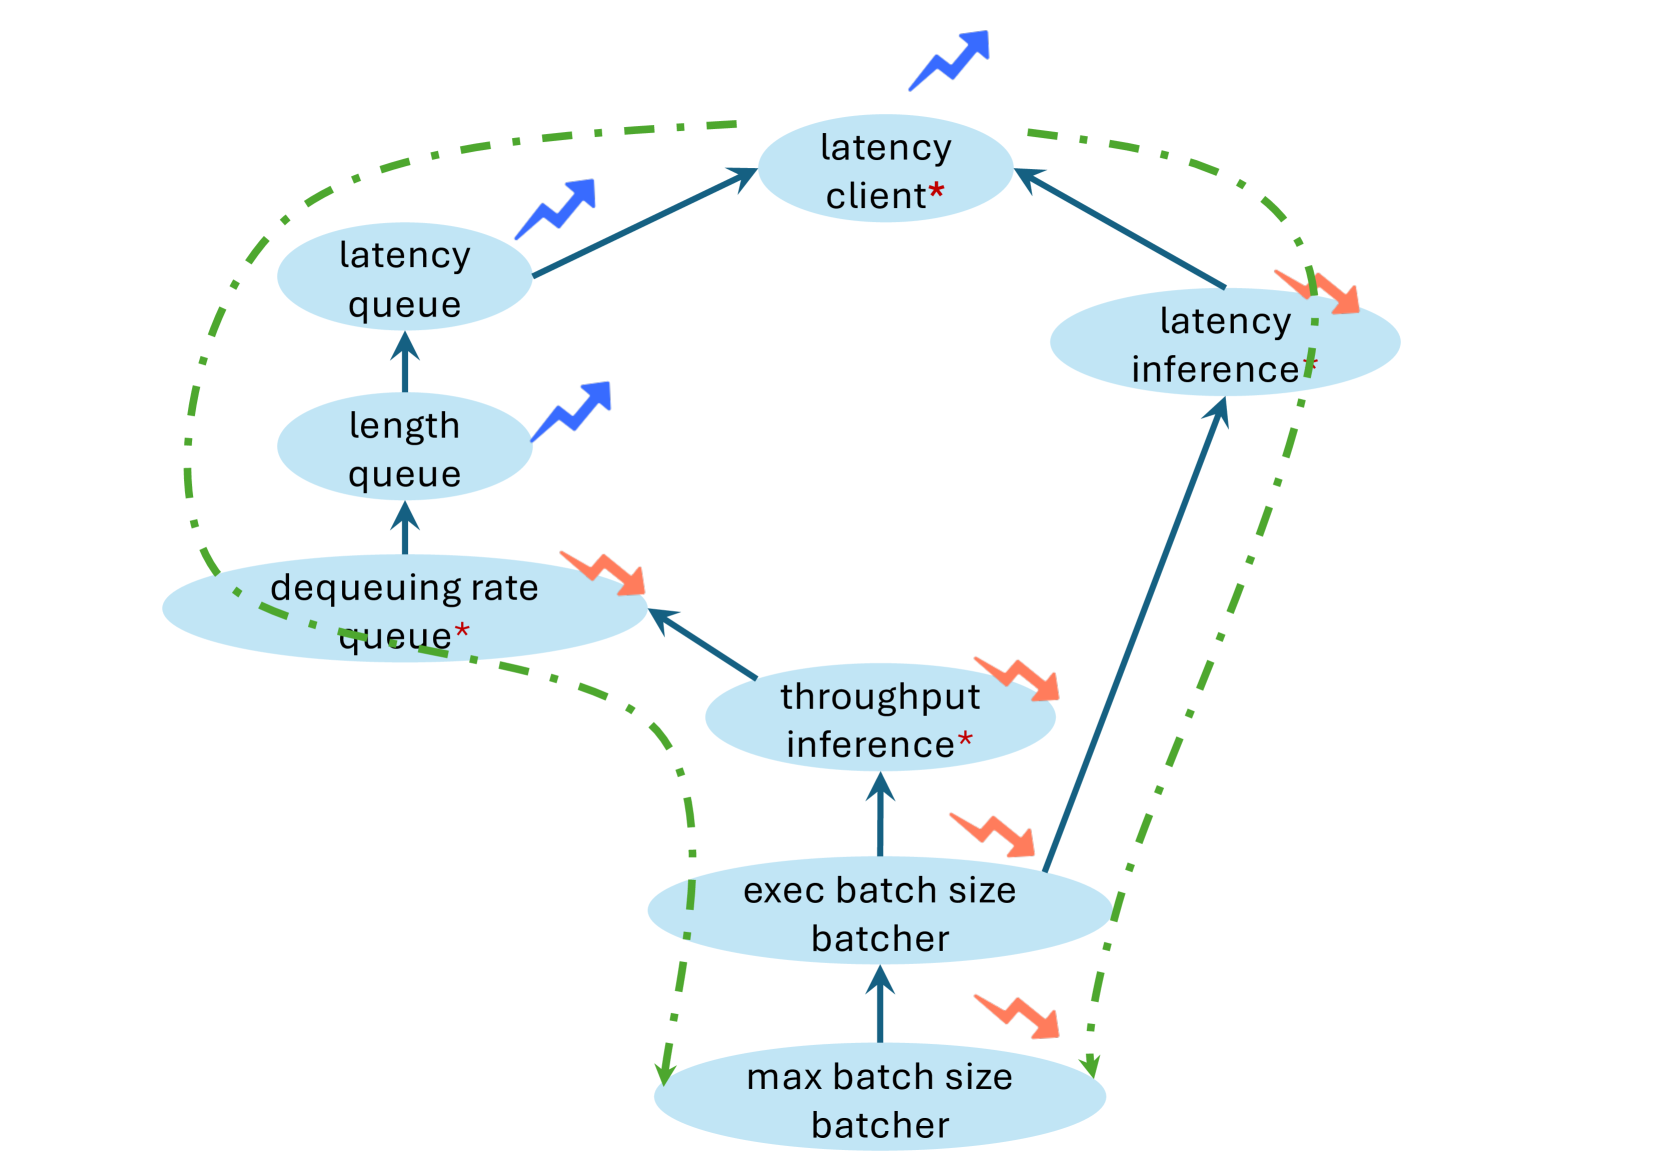 latency
client*
latency
queue
latency
inference*
length
queue
dequeuing rate
queue*
throughput
inference*
exec batch size
batcher
max batch size
batcher